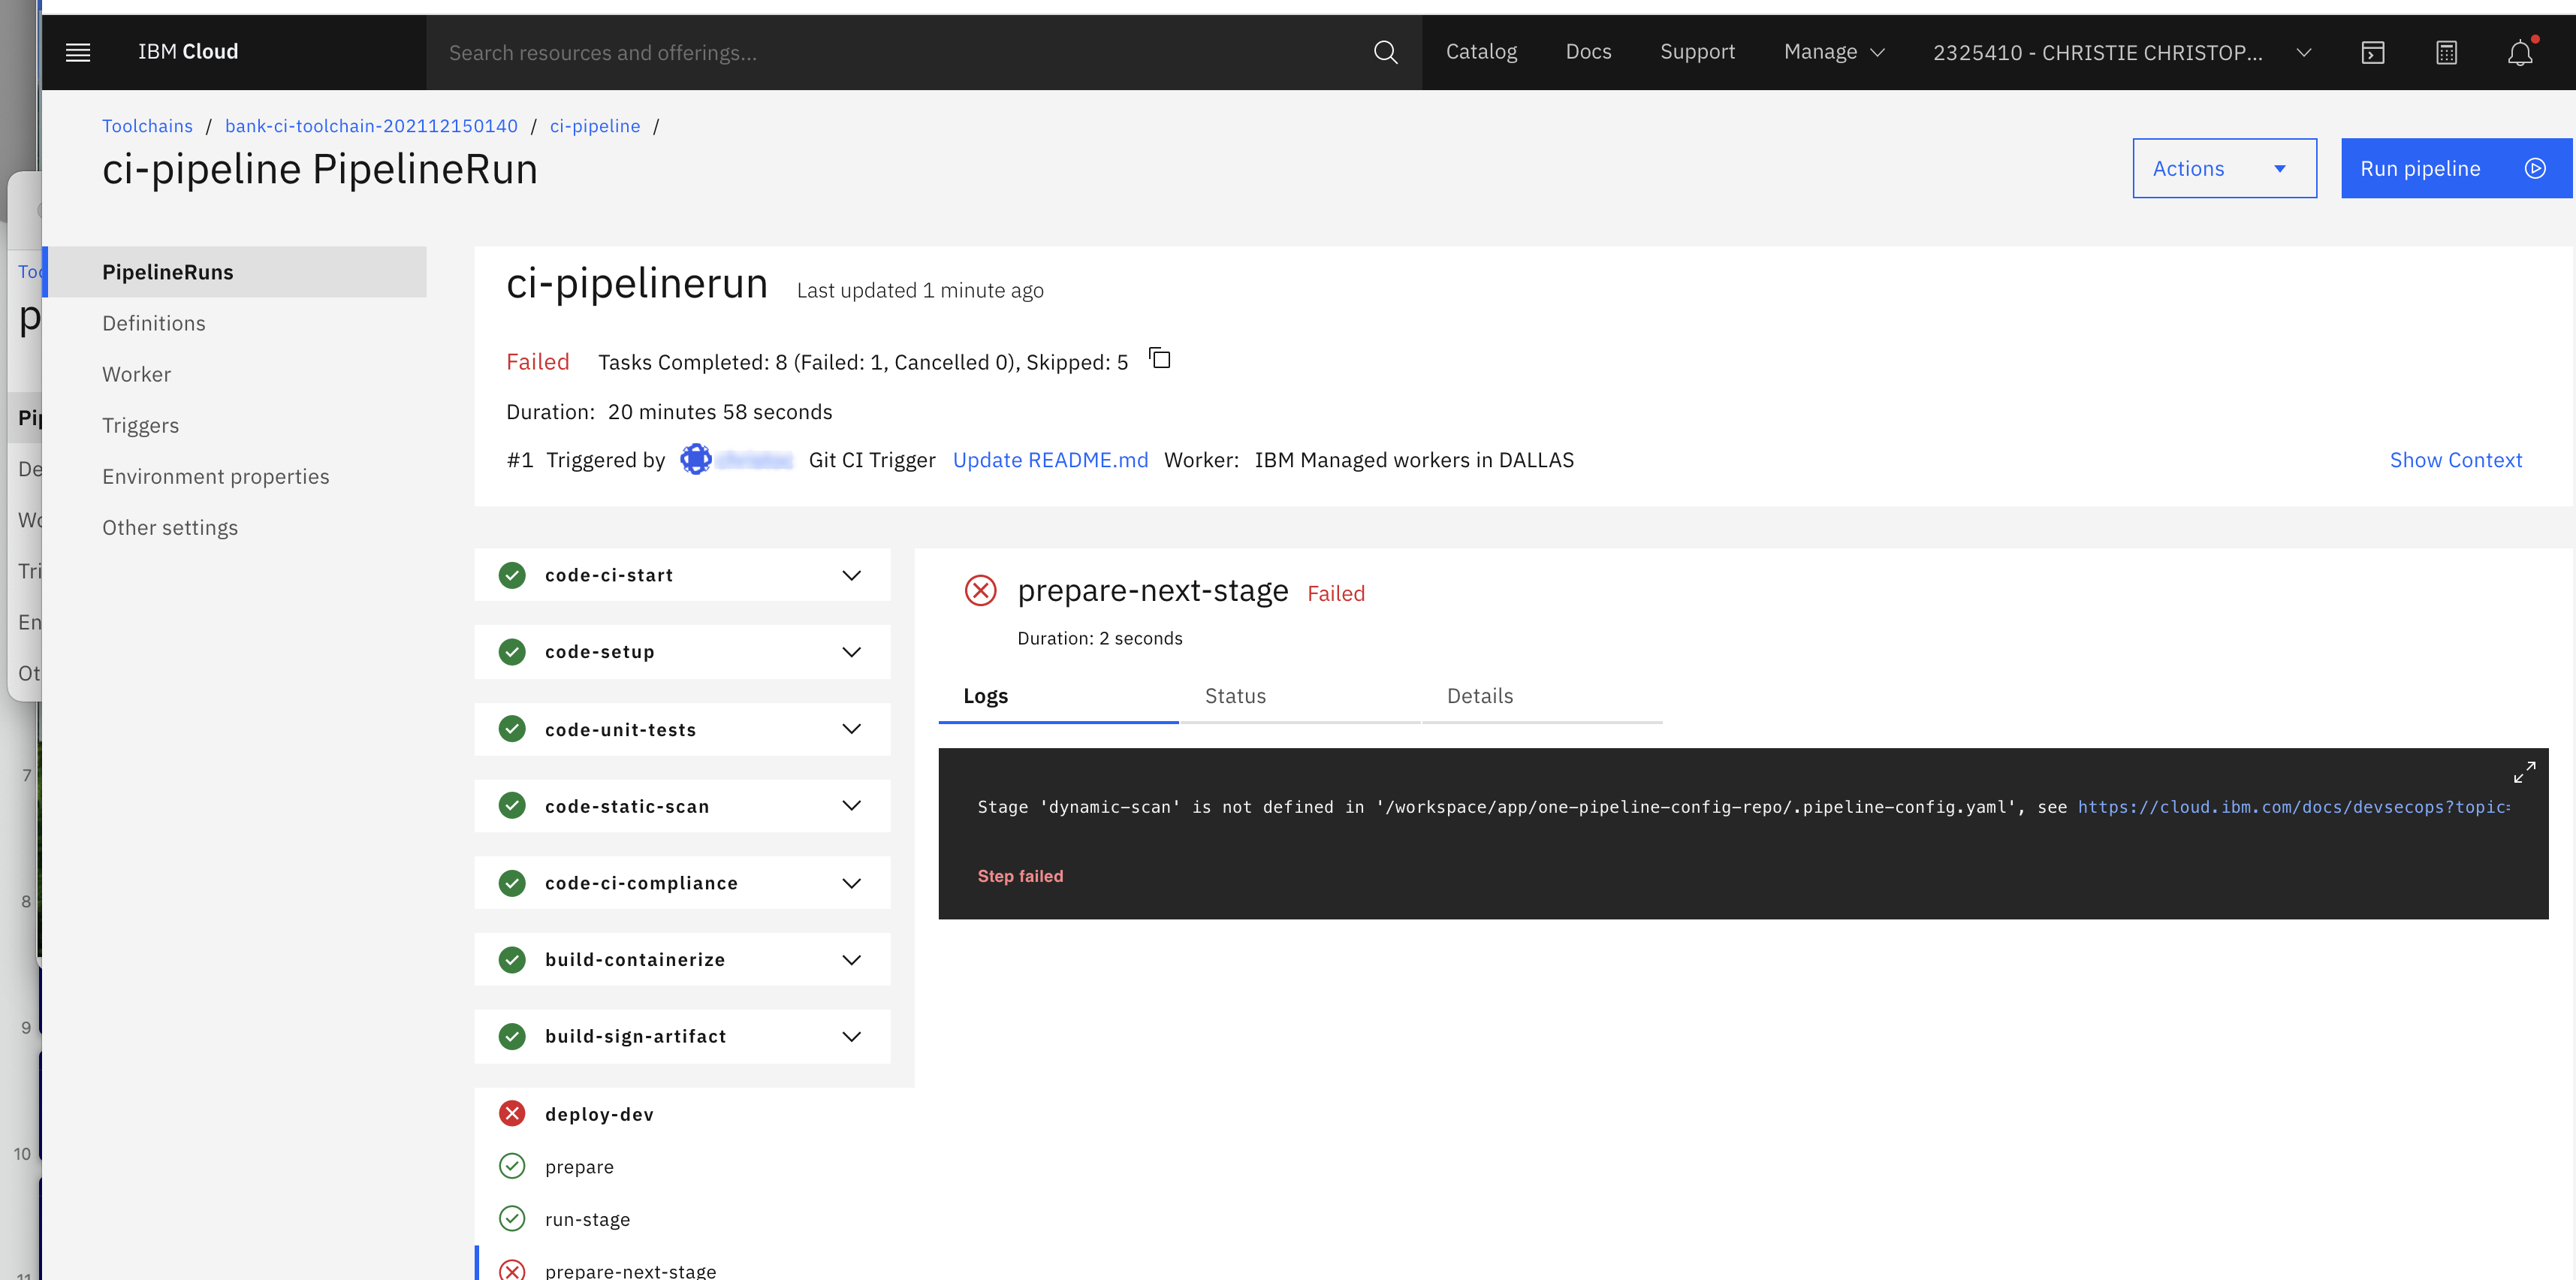 IBM Cloud
Search resources and offerings...
Catalog
Docs
Support
Manage
2325410 - CHRISTIE CHRISTOP...
Toolchains / bank-ci-toolchain-202112150140 / ci-pipeline /
ci-pipeline PipelineRun
Actions
Run pipeline
PipelineRuns
Definitions
Worker
Triggers
Environment properties
Other settings
ci-pipelinerun Last updated 1 minute ago
Failed Tasks Completed: 8 (Failed: 1, Cancelled 0), Skipped: 5
Duration: 20 minutes 58 seconds
#1 Triggered by Git CI Trigger Update README.md Worker: IBM Managed workers in DALLAS
Show Context
code-ci-start
code-setup
code-unit-tests
code-static-scan
code-ci-compliance
build-containerize
build-sign-artifact
deploy-dev
prepare
run-stage
prepare-next-stage
prepare-next-stage Failed
Duration: 2 seconds
Logs
Status
Details
Stage 'dynamic-scan' is not defined in '/workspace/app/one-pipeline-config-repo/.pipeline-config.yaml', see https://cloud.ibm.com/docs/devsecops?topic=
Step failed
7
8
9
10